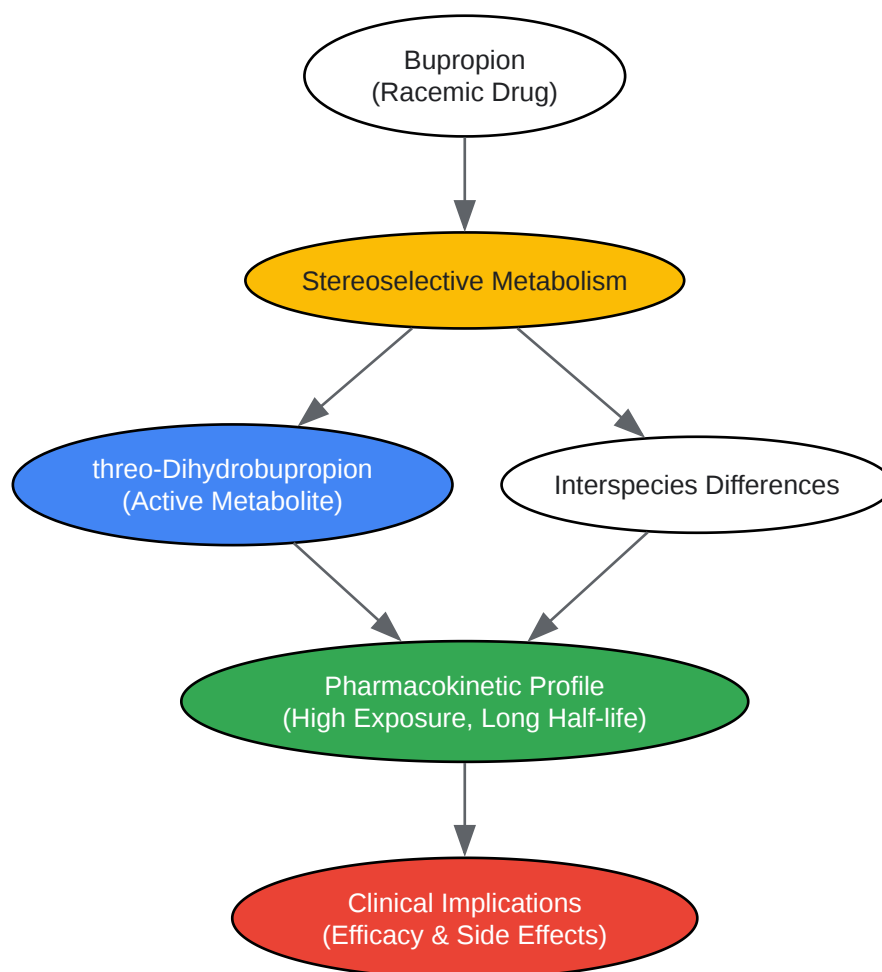 Bupropion
(Racemic Drug)
Stereoselective Metabolism
threo-Dihydrobupropion
(Active Metabolite)
Interspecies Differences
Pharmacokinetic Profile
(High Exposure, Long Half-life)
Clinical Implications
(Efficacy & Side Effects)